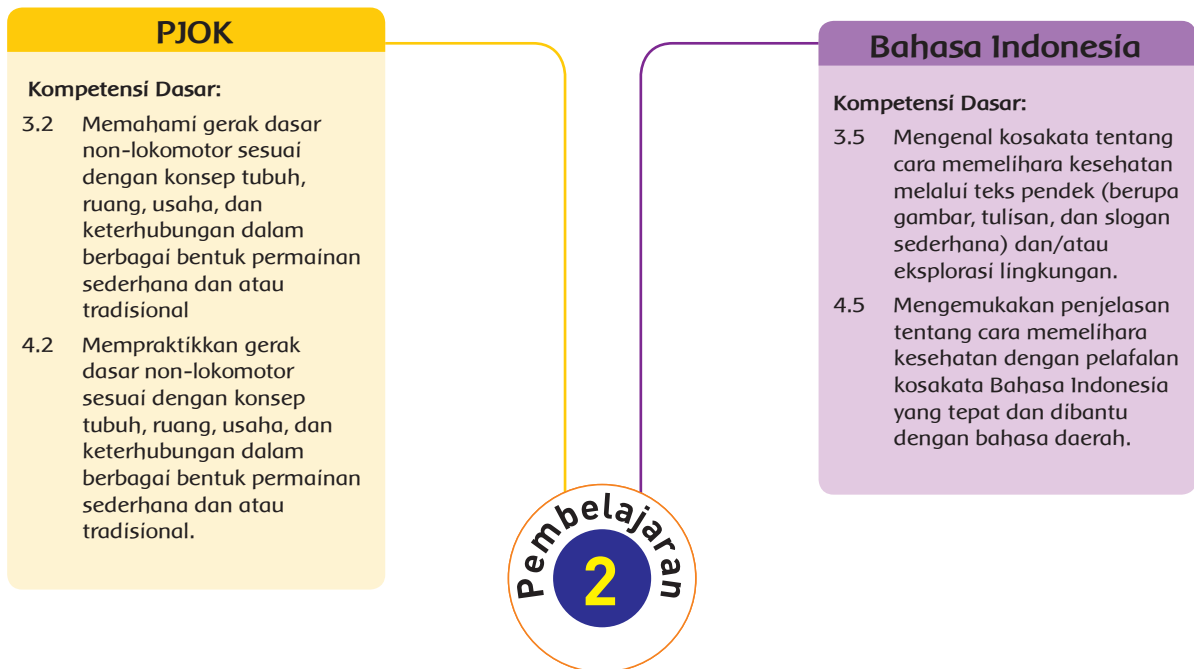 PJOK
Kompetensi Dasar:
3.2 Memahami gerak dasar
non-lokomotor sesuai
dengan konsep tubuh,
ruang, usaha, dan
keterhubungan dalam
berbagai bentuk permainan
sederhana dan atau
tradisional
4.2 Mempraktikkan gerak
dasar non-lokomotor
sesuai dengan konsep
tubuh, ruang, usaha, dan
keterhubungan dalam
berbagai bentuk permainan
sederhana dan atau
tradisional.
Bahasa Indonesia
Kompetensi Dasar:
3.5 Mengenal kosakata tentang
cara memelihara kesehatan
melalui teks pendek (berupa
gambar, tulisan, dan slogan
sederhana) dan/atau
eksplorasi lingkungan.
4.5 Mengemukakan penjelasan
tentang cara memelihara
kesehatan dengan pelafalan
kosakata Bahasa Indonesia
yang tepat dan dibantu
dengan bahasa daerah.
Pembelajaran
2